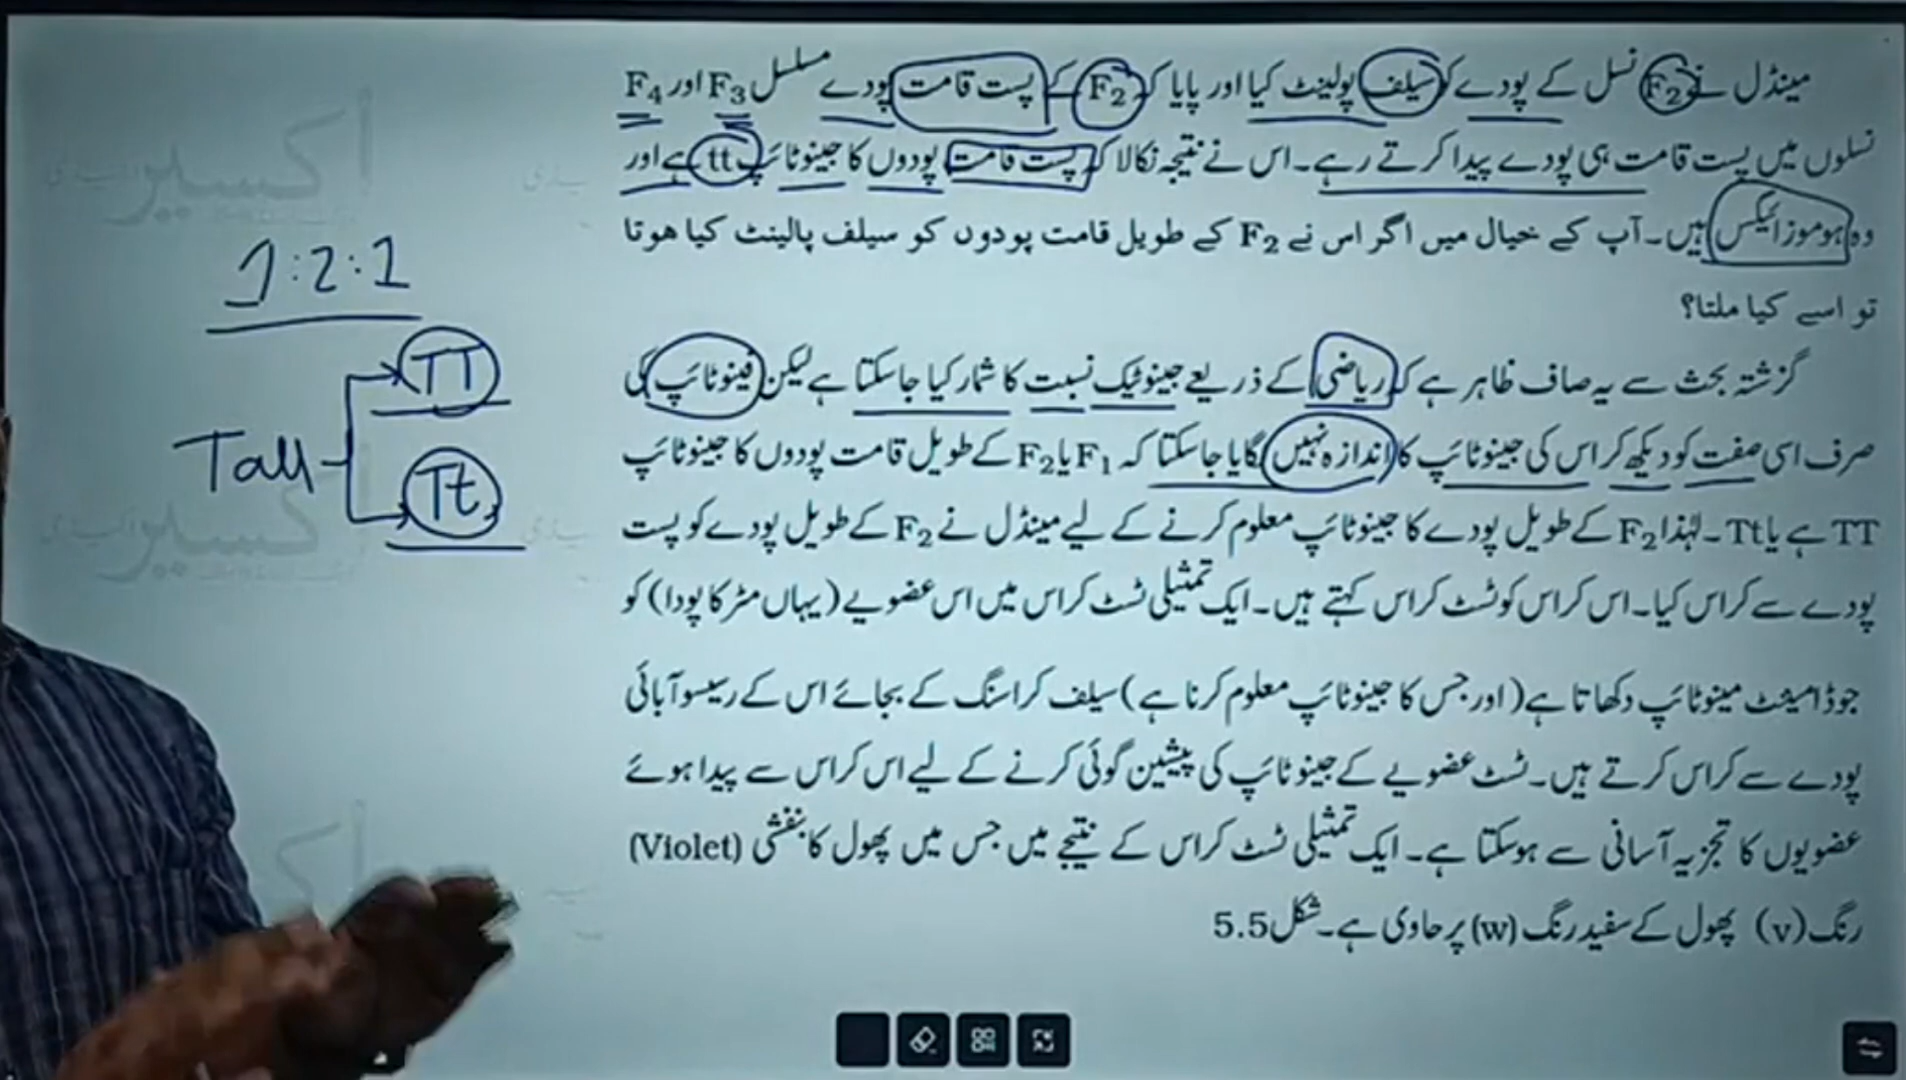 مینڈل نے F2 نسل کے پودے کو سیلف پولینٹ کیا اور پایا کہ F2 کے پست قامت پودے مسلسل F3 اور F4
نسلوں میں پست قامت ہی پودے پیدا کرتے رہے۔ اس نے نتیجہ نکالا کہ پست قامت پودوں کا جینوٹائپ tt ہے اور
وہ ہوموزائیکس ہیں۔ آپ کے خیال میں اگر اس نے F2 کے طویل قامت پودوں کو سیلف پالینٹ کیا ہوتا
تو اسے کیا ملتا؟
گزشتہ بحث سے یہ صاف ظاہر ہے کہ ریاضی کے ذریعے جینوٹیک نسبت کا شمار کیا جاسکتا ہے لیکن فینوٹائپ کی
صرف اسی صفت کو دیکھ کر اس کی جینوٹائپ کا اندازہ نہیں لگایا جاسکتا کہ F1 یا F2 کے طویل قامت پودوں کا جینوٹائپ
TT ہے یا Tt۔ لہٰذا F2 کے طویل پودے کا جینوٹائپ معلوم کرنے کے لیے مینڈل نے F2 کے طویل پودے کو پست
پودے سے کراس کیا۔ اس کراس کو ٹسٹ کراس کہتے ہیں۔ ایک تمثیلی ٹسٹ کراس میں اس عضویے (یہاں مٹر کا پودا) کو
جو ڈامیننٹ مینوٹائپ دکھاتا ہے (اور جس کا جینوٹائپ معلوم کرنا ہے) سیلف کراسنگ کے بجائے اس کے ریسسو آبائی
پودے سے کراس کرتے ہیں۔ ٹسٹ عضویے کے جینوٹائپ کی پیشین گوئی کرنے کے لیے اس کراس سے پیدا ہوئے
عضویوں کا تجزیہ آسانی سے ہوسکتا ہے۔ ایک تمثیلی ٹسٹ کراس کے نتیجے میں جس میں پھول کا بنفشی (Violet)
رنگ (v) پھول کے سفید رنگ (w) پر حاوی ہے۔ شکل 5.5
1:2:1
TT
Tall
Tt
اکسیر
اکسیر اکیڈی